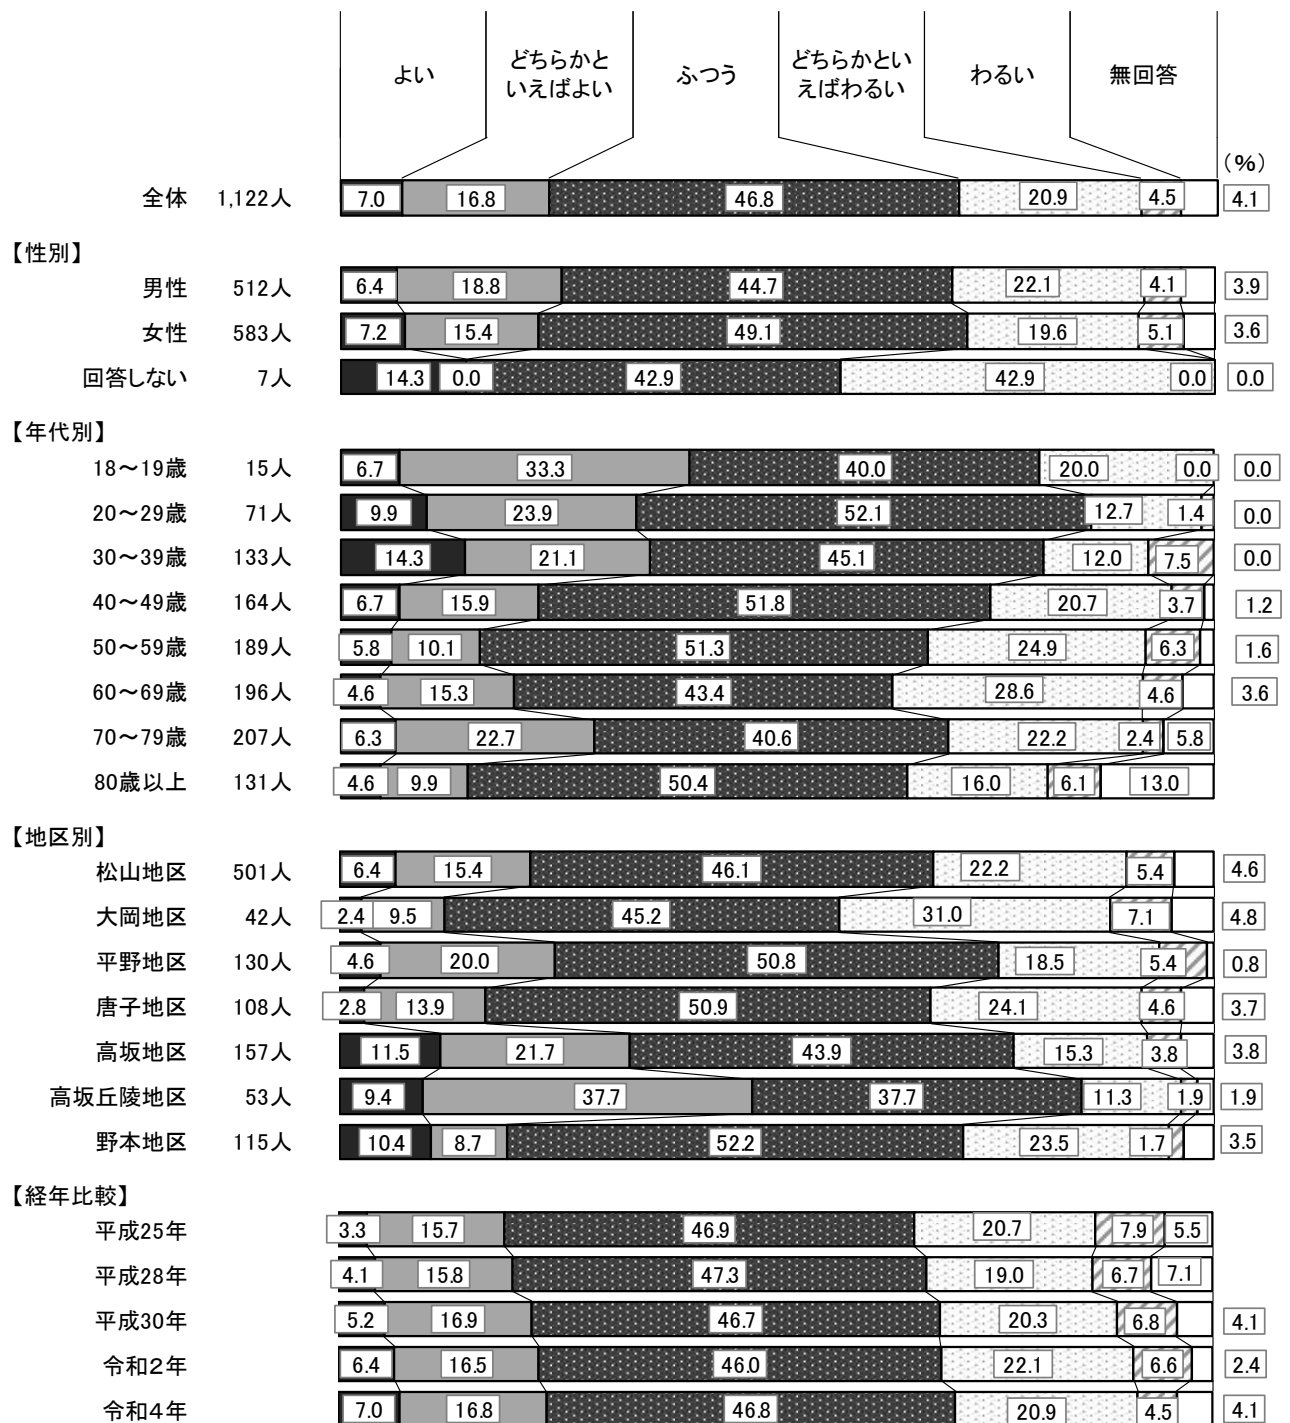 よい
どちらかと
いえばよい
ふつう
どちらかとい
えばわるい
わるい
無回答
(%)
全体 1,122人 7.0 16.8 46.8 20.9 4.5 4.1
【性別】
男性 512人 6.4 18.8 44.7 22.1 4.1 3.9
女性 583人 7.2 15.4 49.1 19.6 5.1 3.6
回答しない 7人 14.3 0.0 42.9 42.9 0.0 0.0
【年代別】
18～19歳 15人 6.7 33.3 40.0 20.0 0.0 0.0
20～29歳 71人 9.9 23.9 52.1 12.7 1.4 0.0
30～39歳 133人 14.3 21.1 45.1 12.0 7.5 0.0
40～49歳 164人 6.7 15.9 51.8 20.7 3.7 1.2
50～59歳 189人 5.8 10.1 51.3 24.9 6.3 1.6
60～69歳 196人 4.6 15.3 43.4 28.6 4.6 3.6
70～79歳 207人 6.3 22.7 40.6 22.2 2.4 5.8
80歳以上 131人 4.6 9.9 50.4 16.0 6.1 13.0
【地区別】
松山地区 501人 6.4 15.4 46.1 22.2 5.4 4.6
大岡地区 42人 2.4 9.5 45.2 31.0 7.1 4.8
平野地区 130人 4.6 20.0 50.8 18.5 5.4 0.8
唐子地区 108人 2.8 13.9 50.9 24.1 4.6 3.7
高坂地区 157人 11.5 21.7 43.9 15.3 3.8 3.8
高坂丘陵地区 53人 9.4 37.7 37.7 11.3 1.9 1.9
野本地区 115人 10.4 8.7 52.2 23.5 1.7 3.5
【経年比較】
平成25年 3.3 15.7 46.9 20.7 7.9 5.5
平成28年 4.1 15.8 47.3 19.0 6.7 7.1
平成30年 5.2 16.9 46.7 20.3 6.8 4.1
令和2年 6.4 16.5 46.0 22.1 6.6 2.4
令和4年 7.0 16.8 46.8 20.9 4.5 4.1